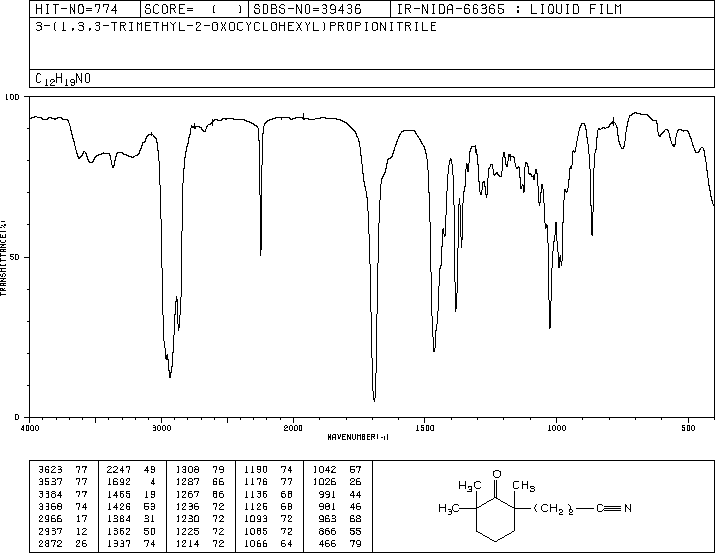 HIT-NO=774 SCORE= ( ) SDBS-NO=39436 IR-NIDA-66365 : LIQUID FILM
3-(1,3,3-TRIMETHYL-2-OXOCYCLOHEXYL)PROPIONITRILE
C12H19NO
100
TRANSMITTANCE(%)
50
0
4000 3000 2000 1500 1000 500
WAVENUMBER(-1)
3623 77 2247 49 1308 79 1190 74 1042 57
3537 77 1692 4 1287 66 1176 77 1026 26
3384 77 1465 19 1267 66 1136 68 991 44
3368 74 1426 53 1236 72 1126 68 981 46
2966 17 1384 31 1230 72 1093 72 963 68
2937 12 1362 50 1225 72 1085 72 866 55
2872 26 1337 74 1214 72 1066 64 466 79
O
H3C CH3
H3C (CH2)2 C≡N